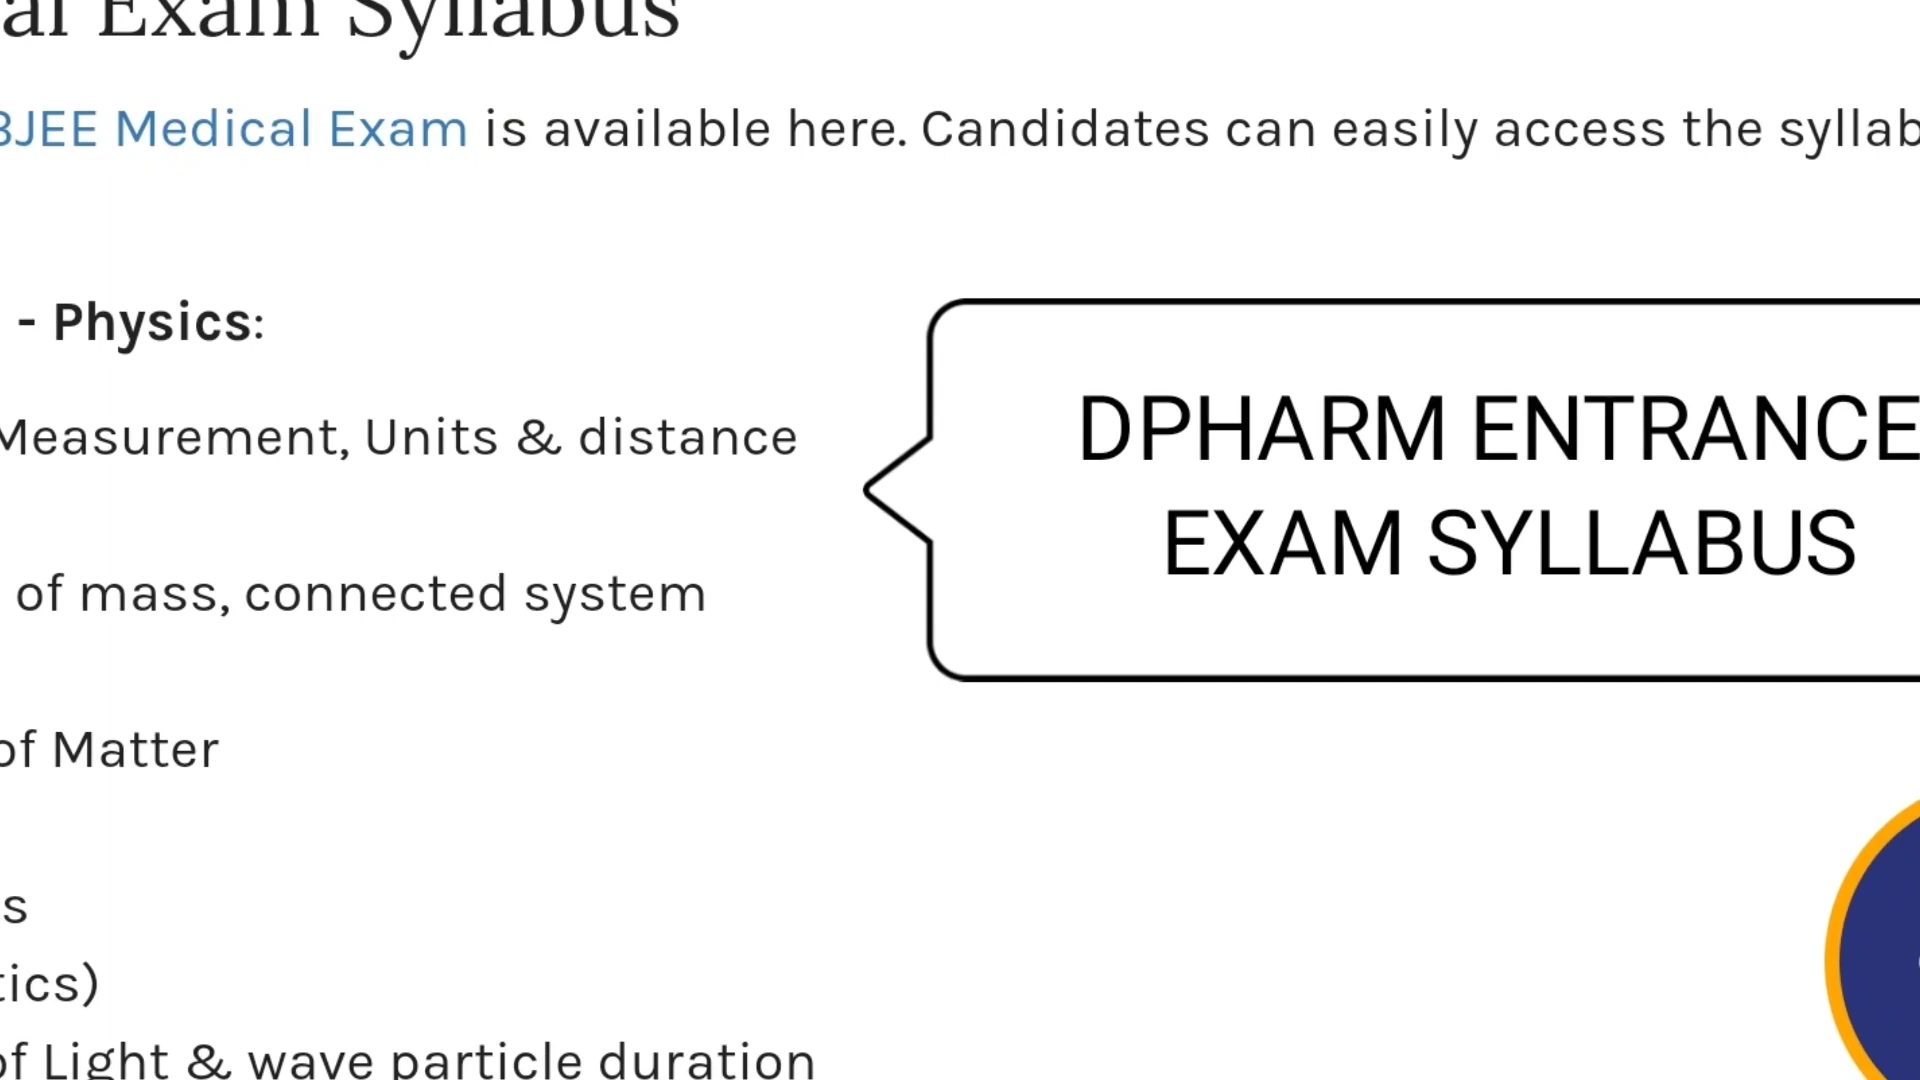 al Exam Syllabus
BJEE Medical Exam is available here. Candidates can easily access the syllab
- Physics:
Measurement, Units & distance
of mass, connected system
of Matter
s
tics)
of Light & wave particle duration
DPHARM ENTRANCE
EXAM SYLLABUS